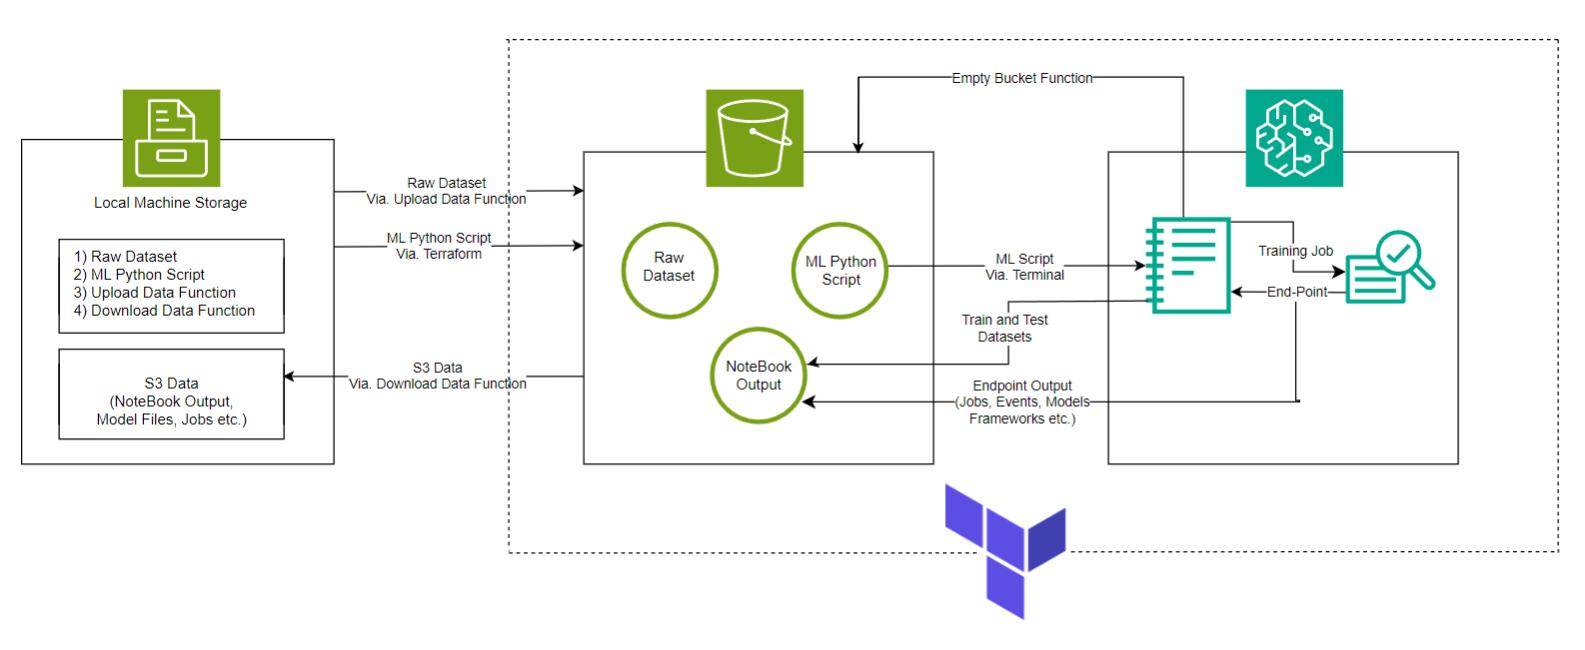 Empty Bucket Function
Local Machine Storage
1) Raw Dataset
2) ML Python Script
3) Upload Data Function
4) Download Data Function
S3 Data
(NoteBook Output,
Model Files, Jobs etc.)
Raw Dataset
Via. Upload Data Function
ML Python Script
Via. Terraform
S3 Data
Via. Download Data Function
Raw
Dataset
ML Python
Script
NoteBook
Output
ML Script
Via. Terminal
Train and Test
Datasets
Endpoint Output
(Jobs, Events, Models
Frameworks etc.)
Training Job
End-Point